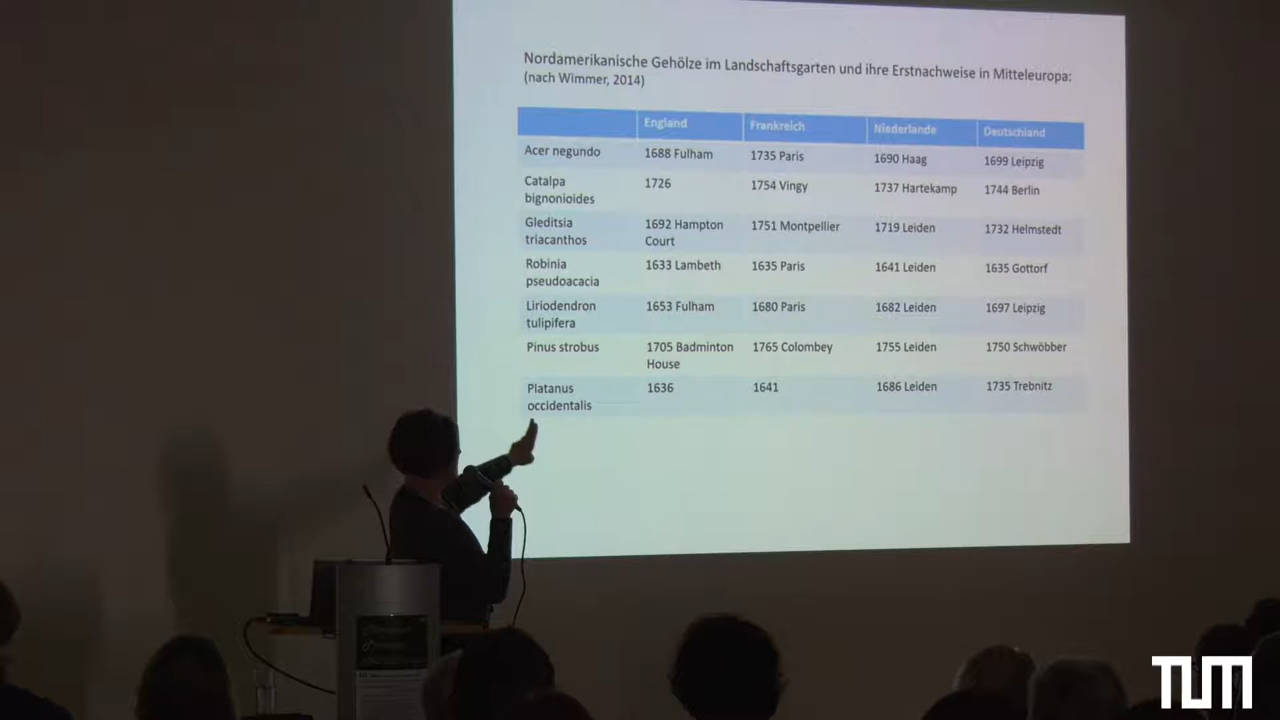 Nordamerikanische Gehölze im Landschaftsgarten und ihre Erstnachweise in Mitteleuropa:
(nach Wimmer, 2014)
England Frankreich Niederlande Deutschland
Acer negundo 1688 Fulham 1735 Paris 1690 Haag 1699 Leipzig
Catalpa 1726 1754 Vingy 1737 Hartekamp 1744 Berlin
bignonioides
Gleditsia 1692 Hampton 1751 Montpellier 1719 Leiden 1732 Helmstedt
triacanthos Court
Robinia 1633 Lambeth 1635 Paris 1641 Leiden 1635 Gottorf
pseudoacacia
Liriodendron 1653 Fulham 1680 Paris 1682 Leiden 1697 Leipzig
tulipifera
Pinus strobus 1705 Badminton 1765 Colombey 1755 Leiden 1750 Schwöbber
House
Platanus 1636 1641 1686 Leiden 1735 Trebnitz
occidentalis
TUM